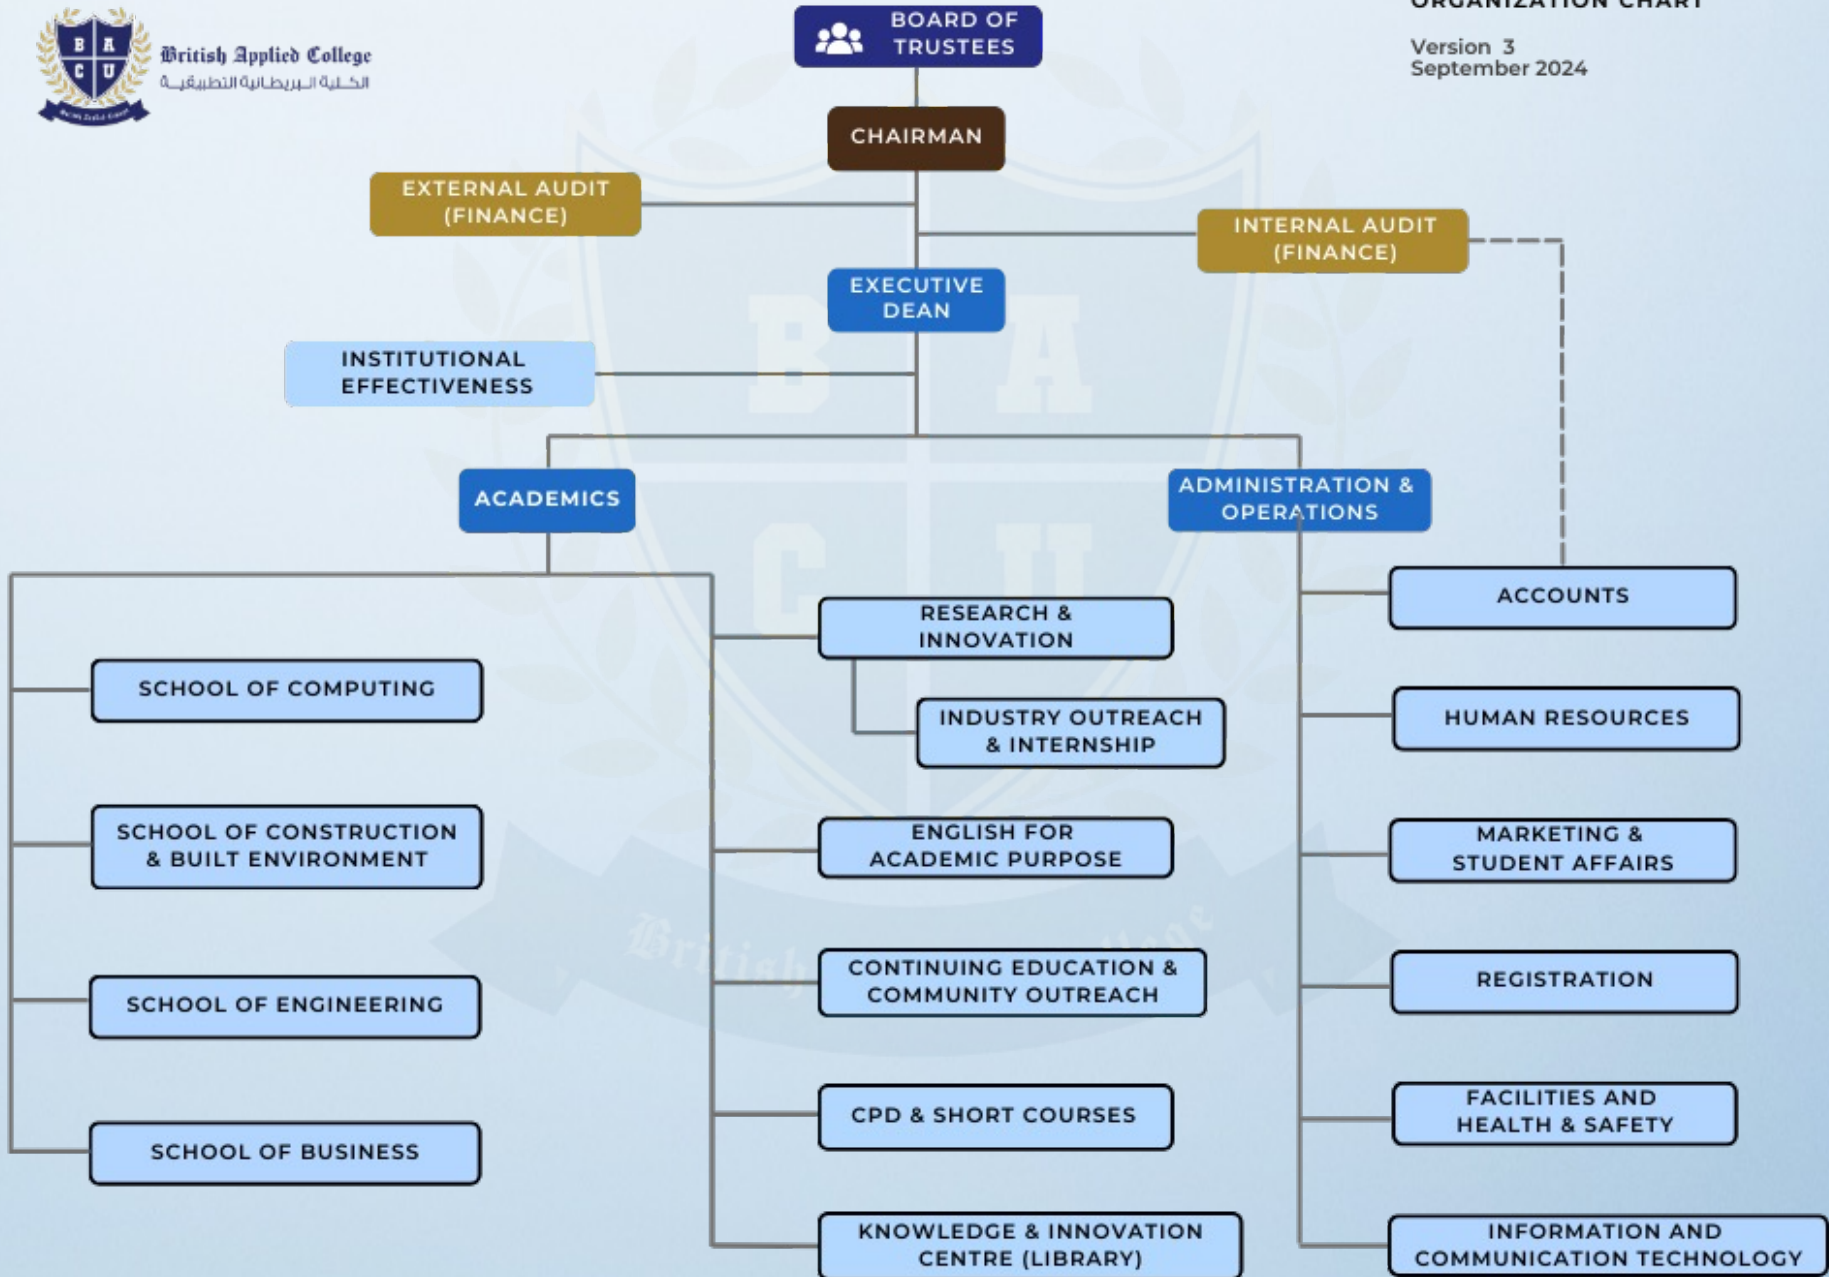 ORGANIZATION CHART
Version 3
September 2024
B A
C U
British Applied College
الكلية البريطانية التطبيقية
BOARD OF
TRUSTEES
CHAIRMAN
EXTERNAL AUDIT
(FINANCE)
INTERNAL AUDIT
(FINANCE)
EXECUTIVE
DEAN
INSTITUTIONAL
EFFECTIVENESS
B A
C U
ACADEMICS
ADMINISTRATION &
OPERATIONS
SCHOOL OF COMPUTING
SCHOOL OF CONSTRUCTION
& BUILT ENVIRONMENT
SCHOOL OF ENGINEERING
SCHOOL OF BUSINESS
RESEARCH &
INNOVATION
INDUSTRY OUTREACH
& INTERNSHIP
ENGLISH FOR
ACADEMIC PURPOSE
British
CONTINUING EDUCATION &
COMMUNITY OUTREACH
CPD & SHORT COURSES
KNOWLEDGE & INNOVATION
CENTRE (LIBRARY)
ACCOUNTS
HUMAN RESOURCES
MARKETING &
STUDENT AFFAIRS
REGISTRATION
FACILITIES AND
HEALTH & SAFETY
INFORMATION AND
COMMUNICATION TECHNOLOGY